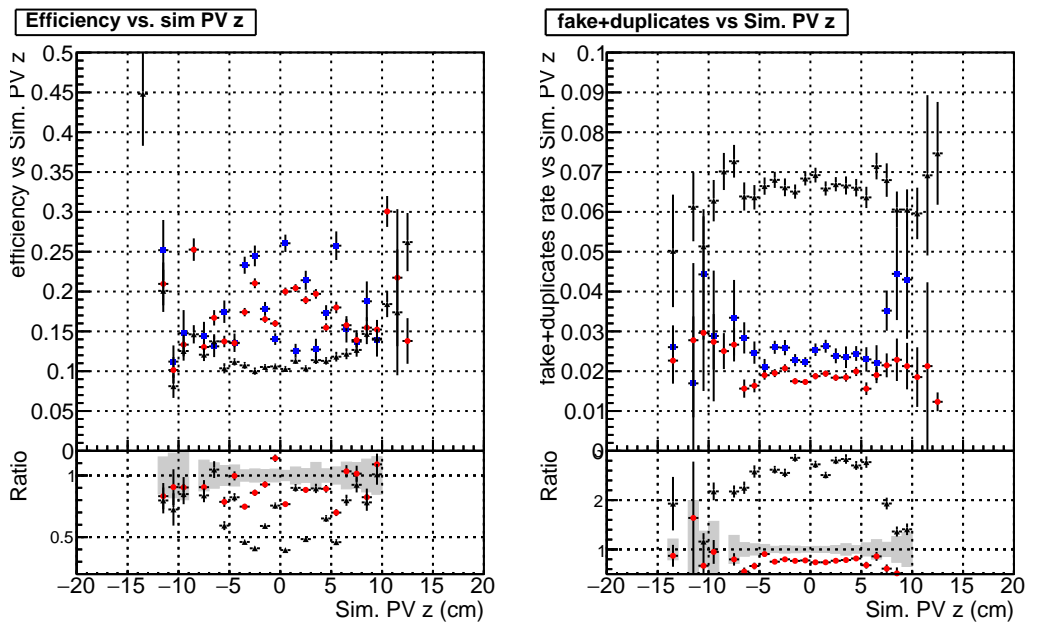 Efficiency vs. sim PV z
efficiency vs Sim. PV z
0.5
0.45
0.4
0.35
0.3
0.25
0.2
0.15
0.1
0.05
0
Ratio
1
0.5
−20 −15 −10 −5 0 5 10 15 20
Sim. PV z (cm)
fake+duplicates vs Sim. PV z
fake+duplicates rate vs Sim. PV z
0.1
0.09
0.08
0.07
0.06
0.05
0.04
0.03
0.02
0.01
0
Ratio
2
1
−20 −15 −10 −5 0 5 10 15 20
Sim. PV z (cm)